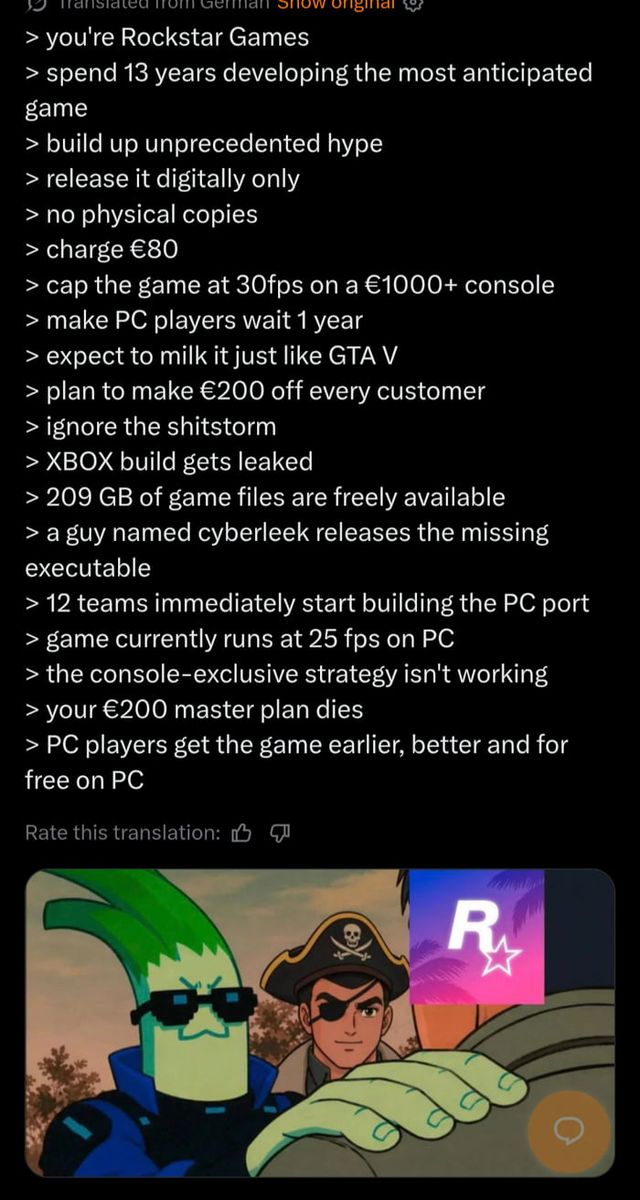 Translated from German Show original
> you're Rockstar Games
> spend 13 years developing the most anticipated
game
> build up unprecedented hype
> release it digitally only
> no physical copies
> charge €80
> cap the game at 30fps on a €1000+ console
> make PC players wait 1 year
> expect to milk it just like GTA V
> plan to make €200 off every customer
> ignore the shitstorm
> XBOX build gets leaked
> 209 GB of game files are freely available
> a guy named cyberleek releases the missing
executable
> 12 teams immediately start building the PC port
> game currently runs at 25 fps on PC
> the console-exclusive strategy isn't working
> your €200 master plan dies
> PC players get the game earlier, better and for
free on PC
Rate this translation:
R